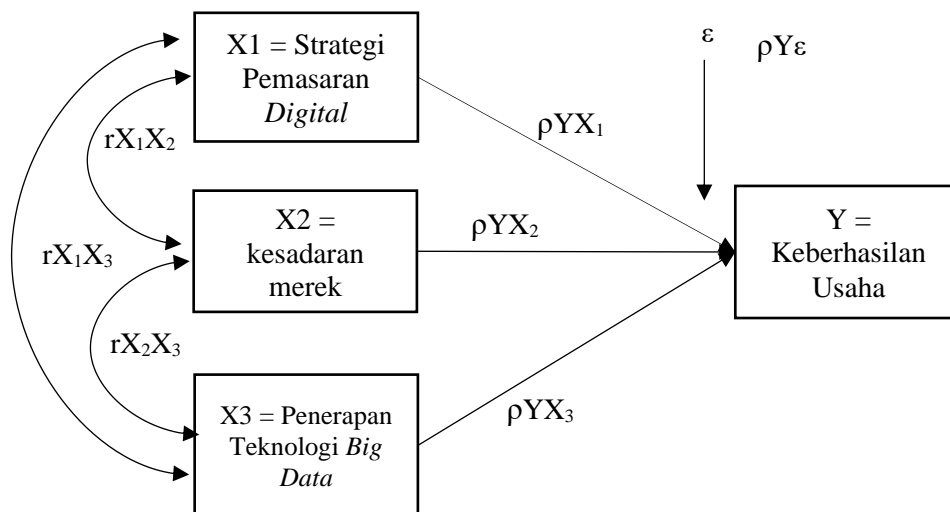 X1 = Strategi
Pemasaran
Digital
ε
ρYε
rX₁X₂
ρYX₁
X2 =
kesadaran
merek
ρYX₂
Y =
Keberhasilan
Usaha
rX₁X₃
rX₂X₃
X3 = Penerapan
Teknologi Big
Data
ρYX₃